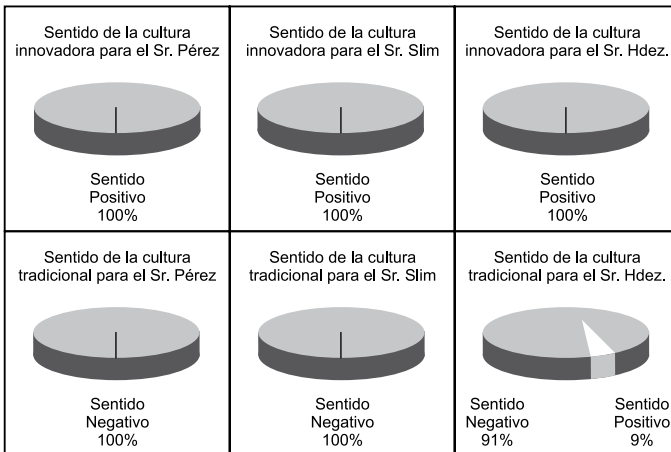 Sentido de la cultura
innovadora para el Sr. Pérez
Sentido
Positivo
100%
Sentido de la cultura
innovadora para el Sr. Slim
Sentido
Positivo
100%
Sentido de la cultura
innovadora para el Sr. Hdez.
Sentido
Positivo
100%
Sentido de la cultura
tradicional para el Sr. Pérez
Sentido
Negativo
100%
Sentido de la cultura
tradicional para el Sr. Slim
Sentido
Negativo
100%
Sentido de la cultura
tradicional para el Sr. Hdez.
Sentido
Negativo
91%
Sentido
Positivo
9%